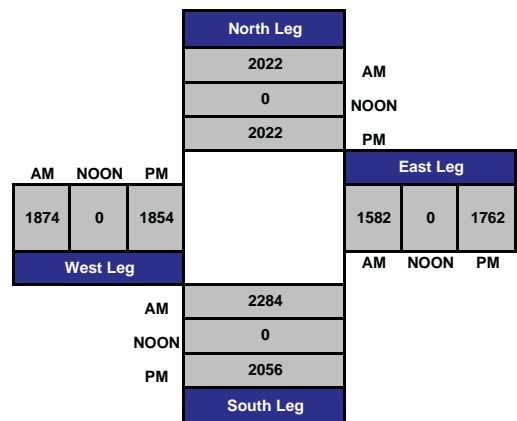 North Leg
2022
AM
0
NOON
2022
PM
AM NOON PM
East Leg
1874 0 1854
1582 0 1762
West Leg
AM NOON PM
AM
2284
NOON
0
PM
2056
South Leg